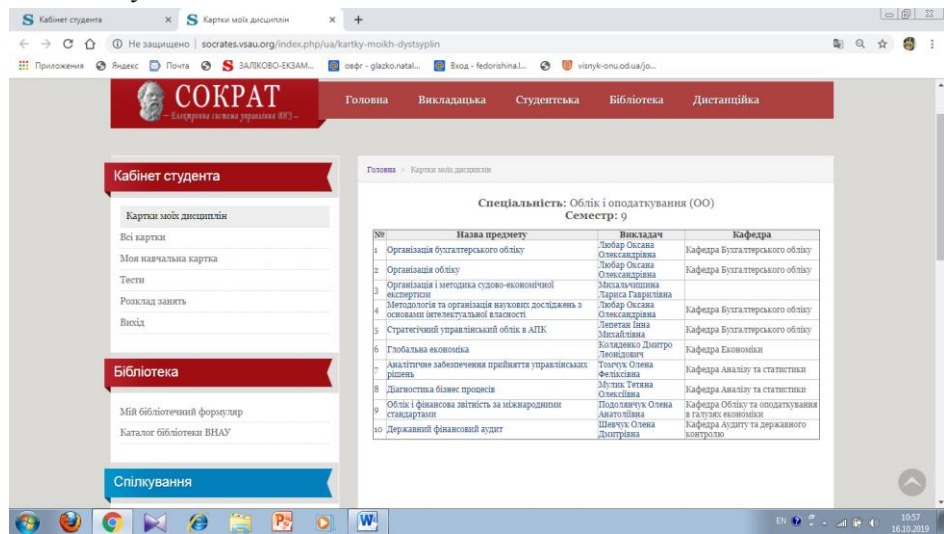 Кабінет студента
Картки моїх дисциплін
Не защищено | socrates.vsau.org/index.php/ua/kartky-moikh-dystsyplin
Приложения Яндекс Почта ЗАЛІКОВО-ЕКЗАМ... овфг - glazko.natal... Вход - fedorishina.l... visnyk-onu.od.ua/jo...
СОКРАТ
– Електронна система управління ВНЗ –
Головна Викладацька Студентська Бібліотека Дистанційка
Кабінет студента
Картки моїх дисциплін
Всі картки
Моя навчальна картка
Тести
Розклад занять
Вихід
Бібліотека
Мій бібліотечний формуляр
Каталог бібліотеки ВНАУ
Спілкування
Головна > Картки моїх дисциплін
Спеціальність: Облік і оподаткування (ОО)
Семестр: 9
№ Назва предмету Викладач Кафедра
1 Організація бухгалтерського обліку Любар Оксана Олександрівна Кафедра Бухгалтерського обліку
2 Організація обліку Любар Оксана Олександрівна Кафедра Бухгалтерського обліку
3 Організація і методика судово-економічної експертизи Михальчишина Лариса Гаврилівна
4 Методологія та організація наукових досліджень з основами інтелектуальної власності Любар Оксана Олександрівна Кафедра Бухгалтерського обліку
5 Стратегічний управлінський облік в АПК Лепетан Інна Михайлівна Кафедра Бухгалтерського обліку
6 Глобальна економіка Коляденко Дмитро Леонідович Кафедра Економіки
7 Аналітичне забезпечення прийняття управлінських рішень Томчук Олена Феліксівна Кафедра Аналізу та статистики
8 Діагностика бізнес процесів Мулик Тетяна Олексіївна Кафедра Аналізу та статистики
9 Облік і фінансова звітність за міжнародними стандартами Подолянчук Олена Анатоліївна Кафедра Обліку та оподаткування в галузях економіки
10 Державний фінансовий аудит Шевчук Олена Дмитрівна Кафедра Аудиту та державного контролю
EN
10:57
16.10.2019